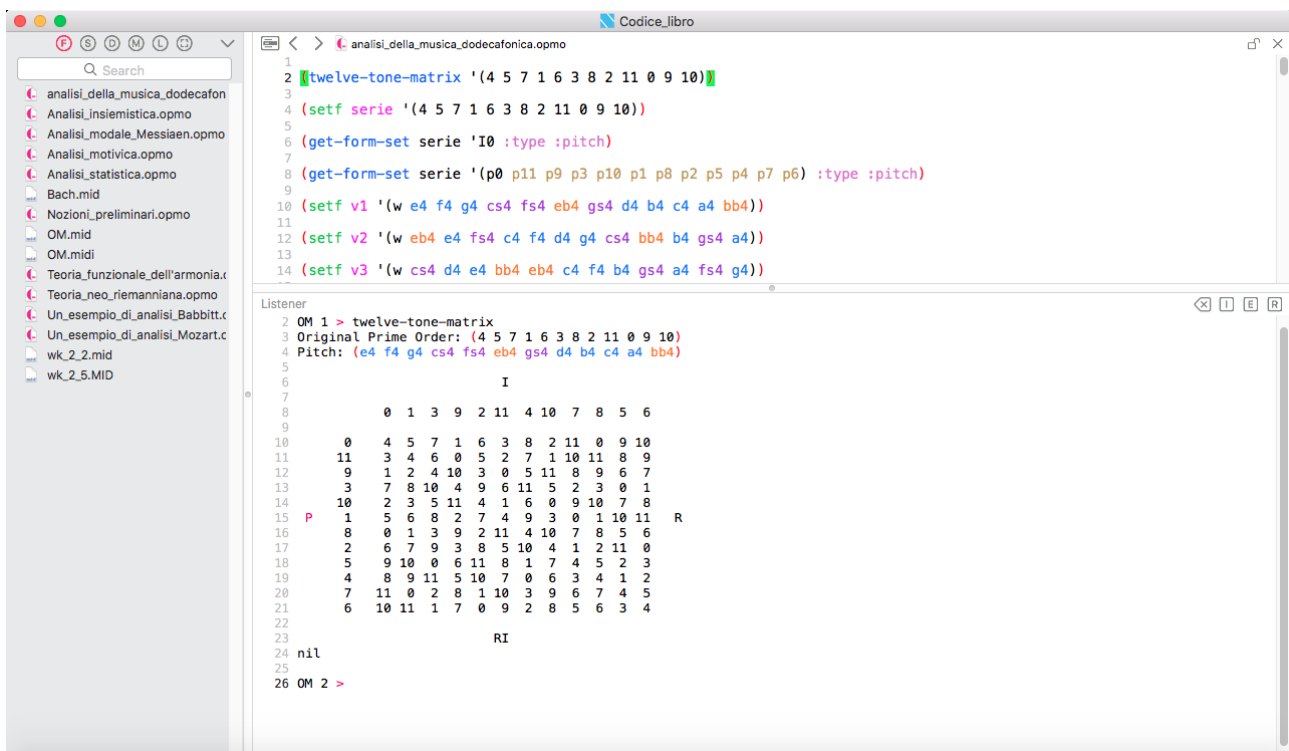 Codice_libro
F S D M L
analisi_della_musica_dodecafonica.opmo
Search
analisi_della_musica_dodecafon
Analisi_insiemistica.opmo
Analisi_modale_Messiaen.opmo
Analisi_motivica.opmo
Analisi_statistica.opmo
Bach.mid
Nozioni_preliminari.opmo
OM.mid
OM.midi
Teoria_funzionale_dell'armonia.c
Teoria_neo_riemanniana.opmo
Un_esempio_di_analisi_Babbitt.c
Un_esempio_di_analisi_Mozart.c
wk_2_2.mid
wk_2_5.MID
1
2 (twelve-tone-matrix '(4 5 7 1 6 3 8 2 11 0 9 10))
3
4 (setf serie '(4 5 7 1 6 3 8 2 11 0 9 10))
5
6 (get-form-set serie 'I0 :type :pitch)
7
8 (get-form-set serie '(p0 p11 p9 p3 p10 p1 p8 p2 p5 p4 p7 p6) :type :pitch)
9
10 (setf v1 '(w e4 f4 g4 cs4 fs4 eb4 gs4 d4 b4 c4 a4 bb4))
11
12 (setf v2 '(w eb4 e4 fs4 c4 f4 d4 g4 cs4 bb4 b4 gs4 a4))
13
14 (setf v3 '(w cs4 d4 e4 bb4 eb4 c4 f4 b4 gs4 a4 fs4 g4))
Listener
I E R
2 OM 1 > twelve-tone-matrix
3 Original Prime Order: (4 5 7 1 6 3 8 2 11 0 9 10)
4 Pitch: (e4 f4 g4 cs4 fs4 eb4 gs4 d4 b4 c4 a4 bb4)
5
6 I
7
8 0 1 3 9 2 11 4 10 7 8 5 6
9
10 0 4 5 7 1 6 3 8 2 11 0 9 10
11 11 3 4 6 0 5 2 7 1 10 11 8 9
12 9 1 2 4 10 3 0 5 11 8 9 6 7
13 3 7 8 10 4 9 6 11 5 2 3 0 1
14 10 2 3 5 11 4 1 6 0 9 10 7 8
15 P 1 5 6 8 2 7 4 9 3 0 1 10 11 R
16 8 0 1 3 9 2 11 4 10 7 8 5 6
17 2 6 7 9 3 8 5 10 4 1 2 11 0
18 5 9 10 0 6 11 8 1 7 4 5 2 3
19 4 8 9 11 5 10 7 0 6 3 4 1 2
20 7 11 0 2 8 1 10 3 9 6 7 4 5
21 6 10 11 1 7 0 9 2 8 5 6 3 4
22
23 RI
24 nil
25
26 OM 2 >